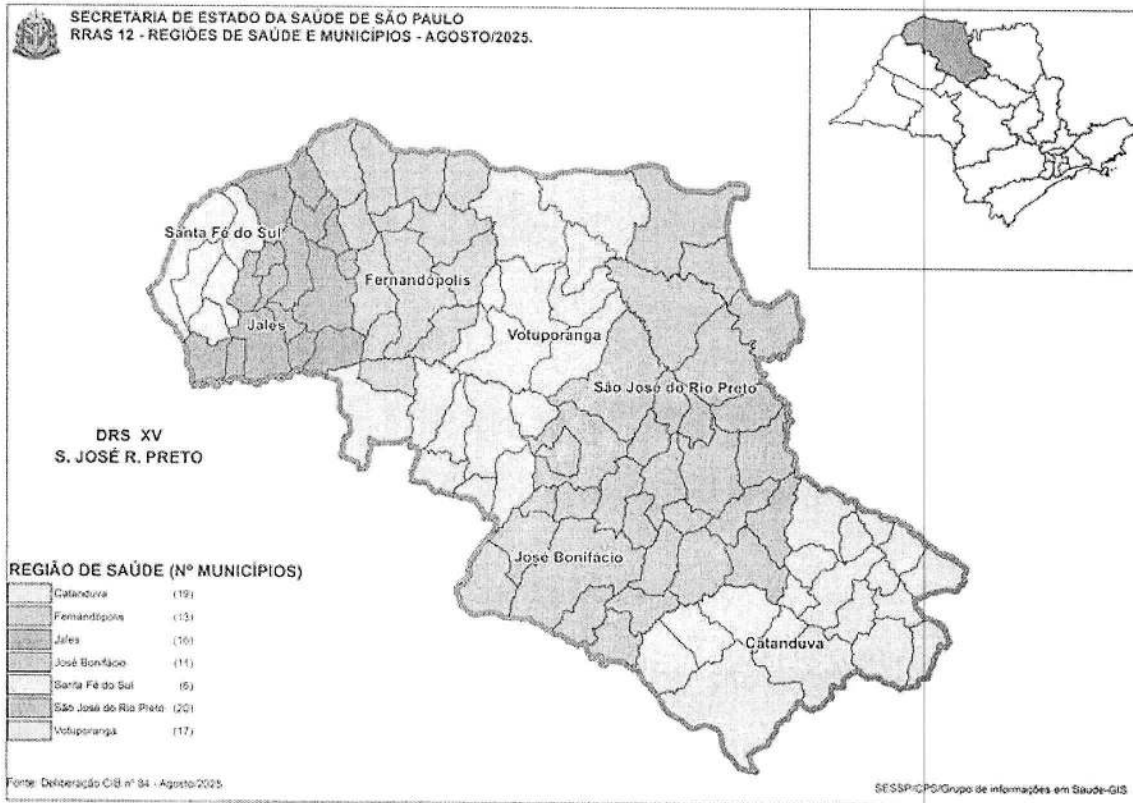 SECRETARIA DE ESTADO DA SAÚDE DE SÃO PAULO
RRAS 12 - REGIÕES DE SAÚDE E MUNICÍPIOS - AGOSTO/2025.
Santa Fé do Sul
Fernandópolis
Jales
Votuporanga
São José do Rio Preto
DRS XV
S. JOSÉ R. PRETO
José Bonifácio
Catanduva
REGIÃO DE SAÚDE (Nº MUNICÍPIOS)
Catanduva (19)
Fernandópolis (13)
Jales (16)
José Bonifácio (11)
Santa Fé do Sul (6)
São José do Rio Preto (20)
Votuporanga (17)
Fonte: Deliberação CIB nº 84 - Agosto/2025
SESSP/CPS/Grupo de informações em Saude-GIS